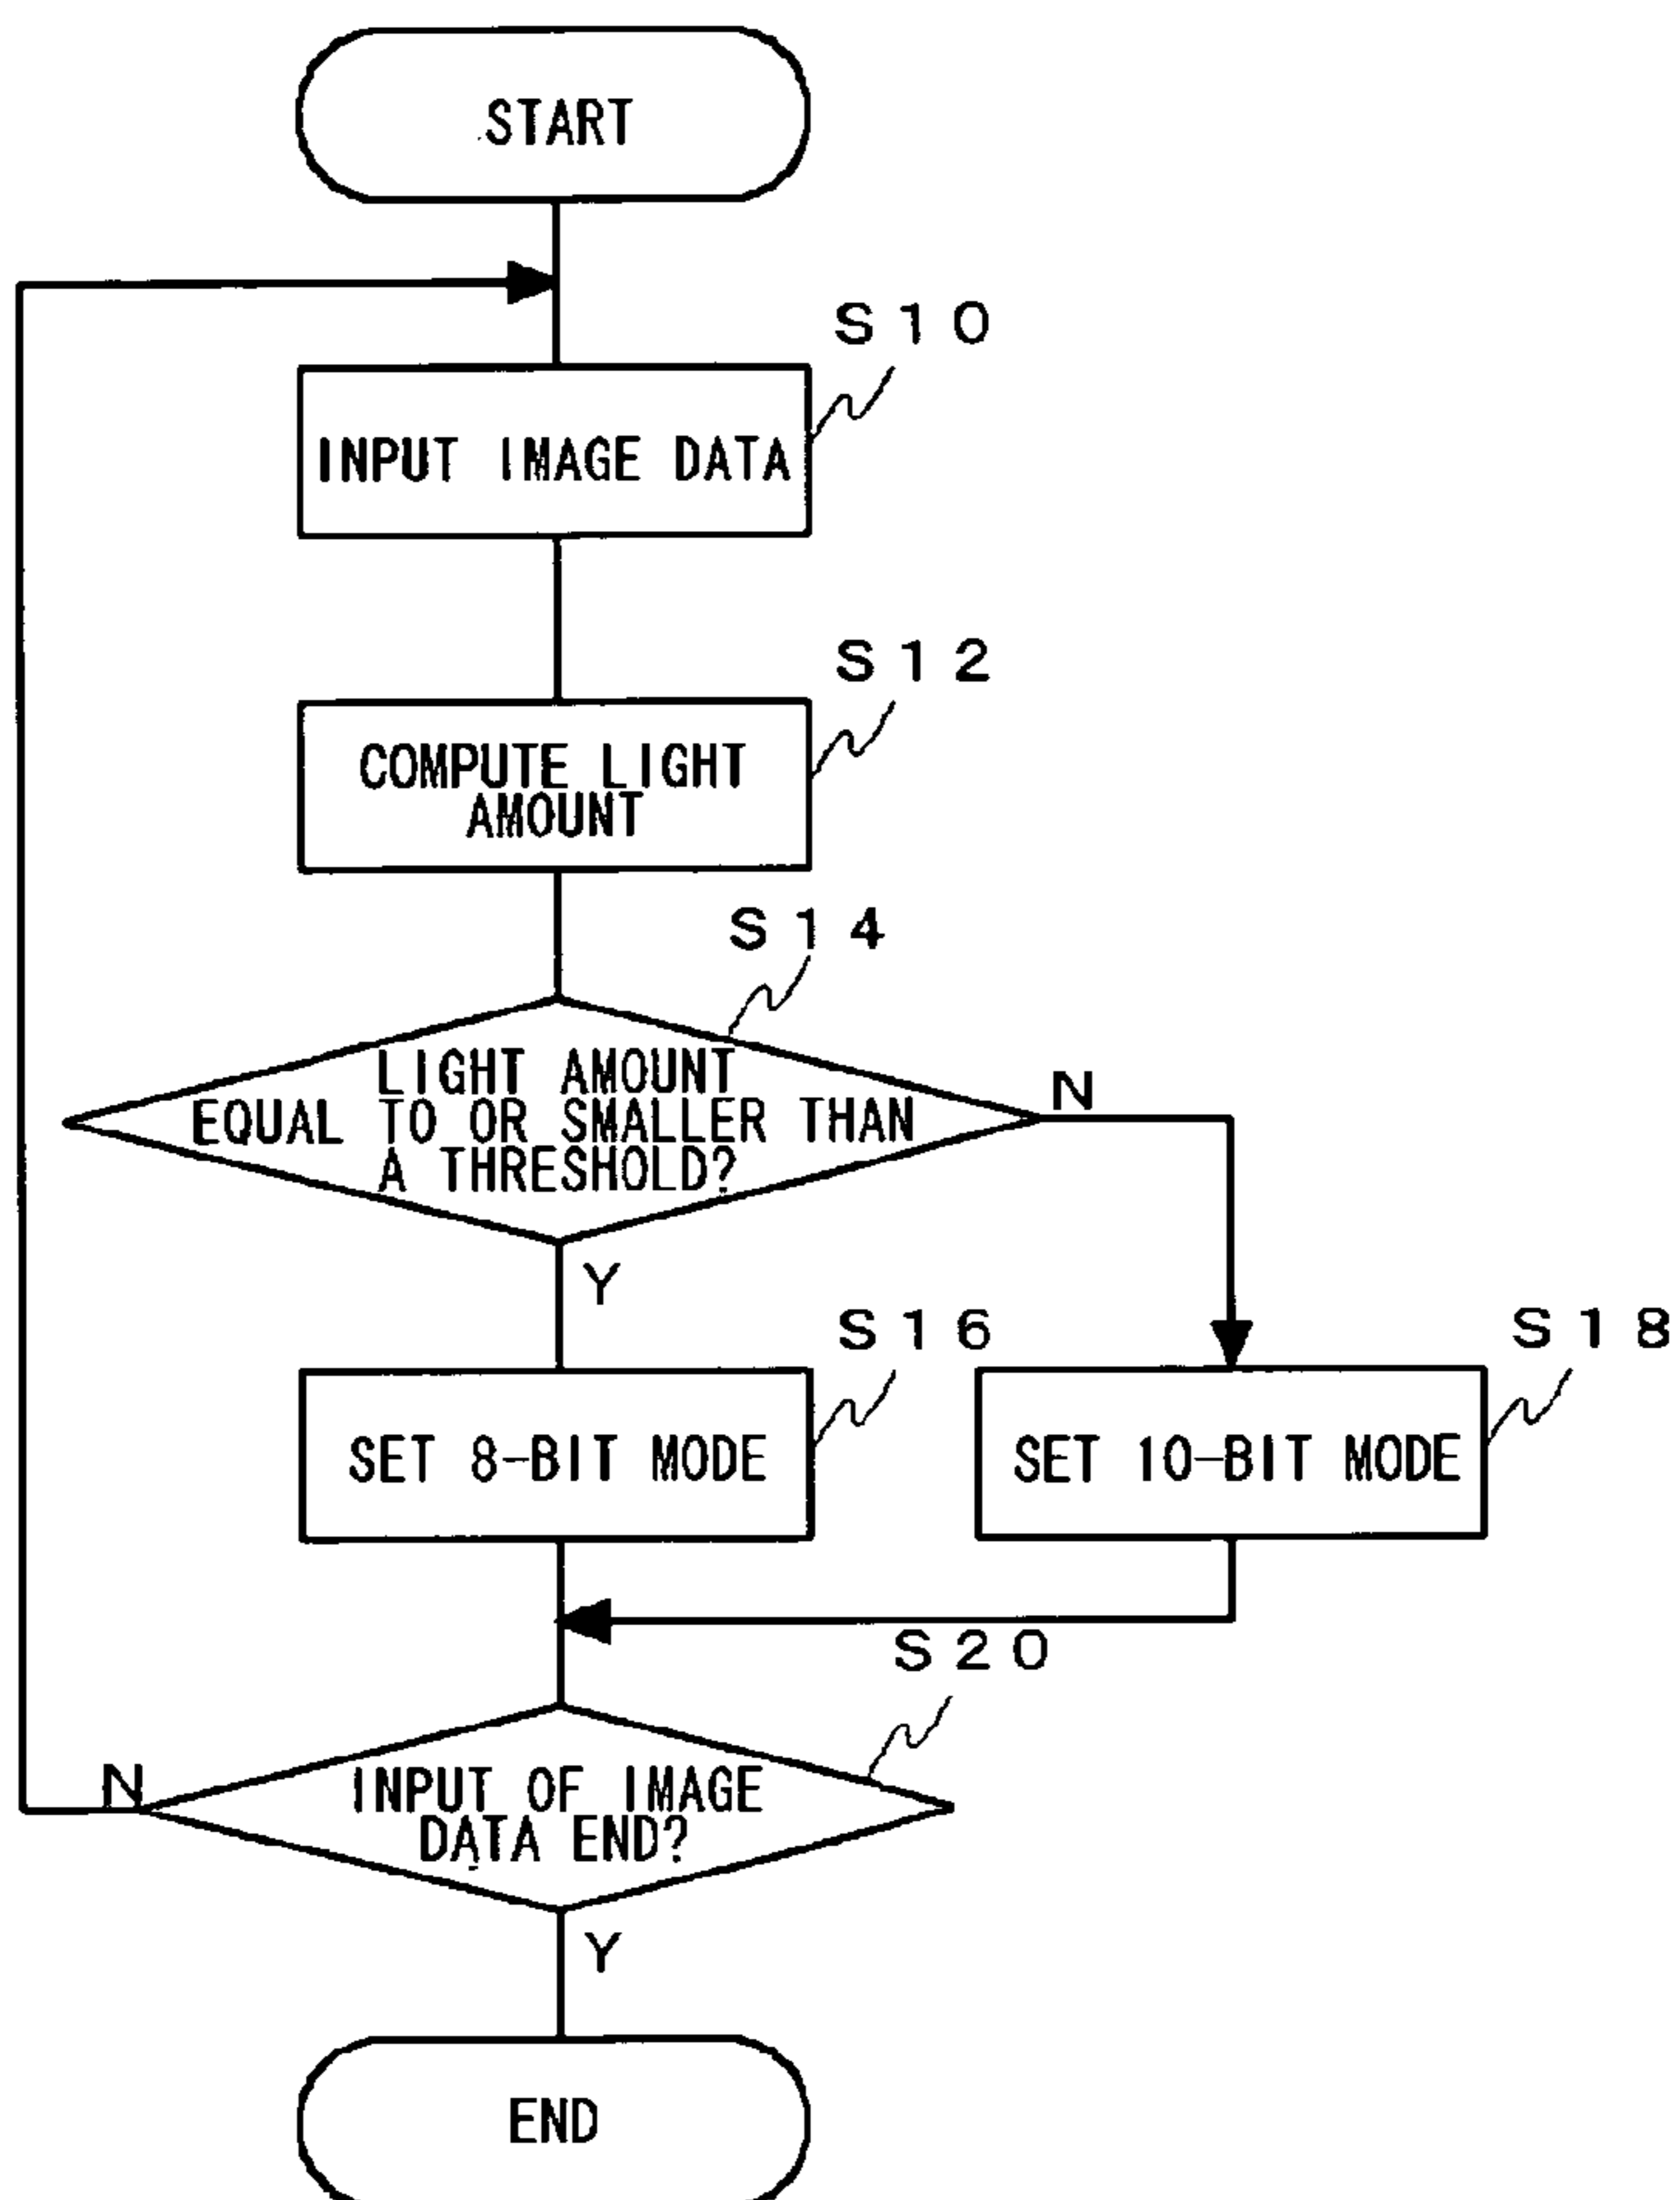 START
S10
INPUT IMAGE DATA
S12
COMPUTE LIGHT
AMOUNT
S14
LIGHT AMOUNT
EQUAL TO OR SMALLER THAN
A THRESHOLD?
N
Y
S16
SET 8-BIT MODE
S18
SET 10-BIT MODE
S20
INPUT OF IMAGE
DATA END?
N
Y
END